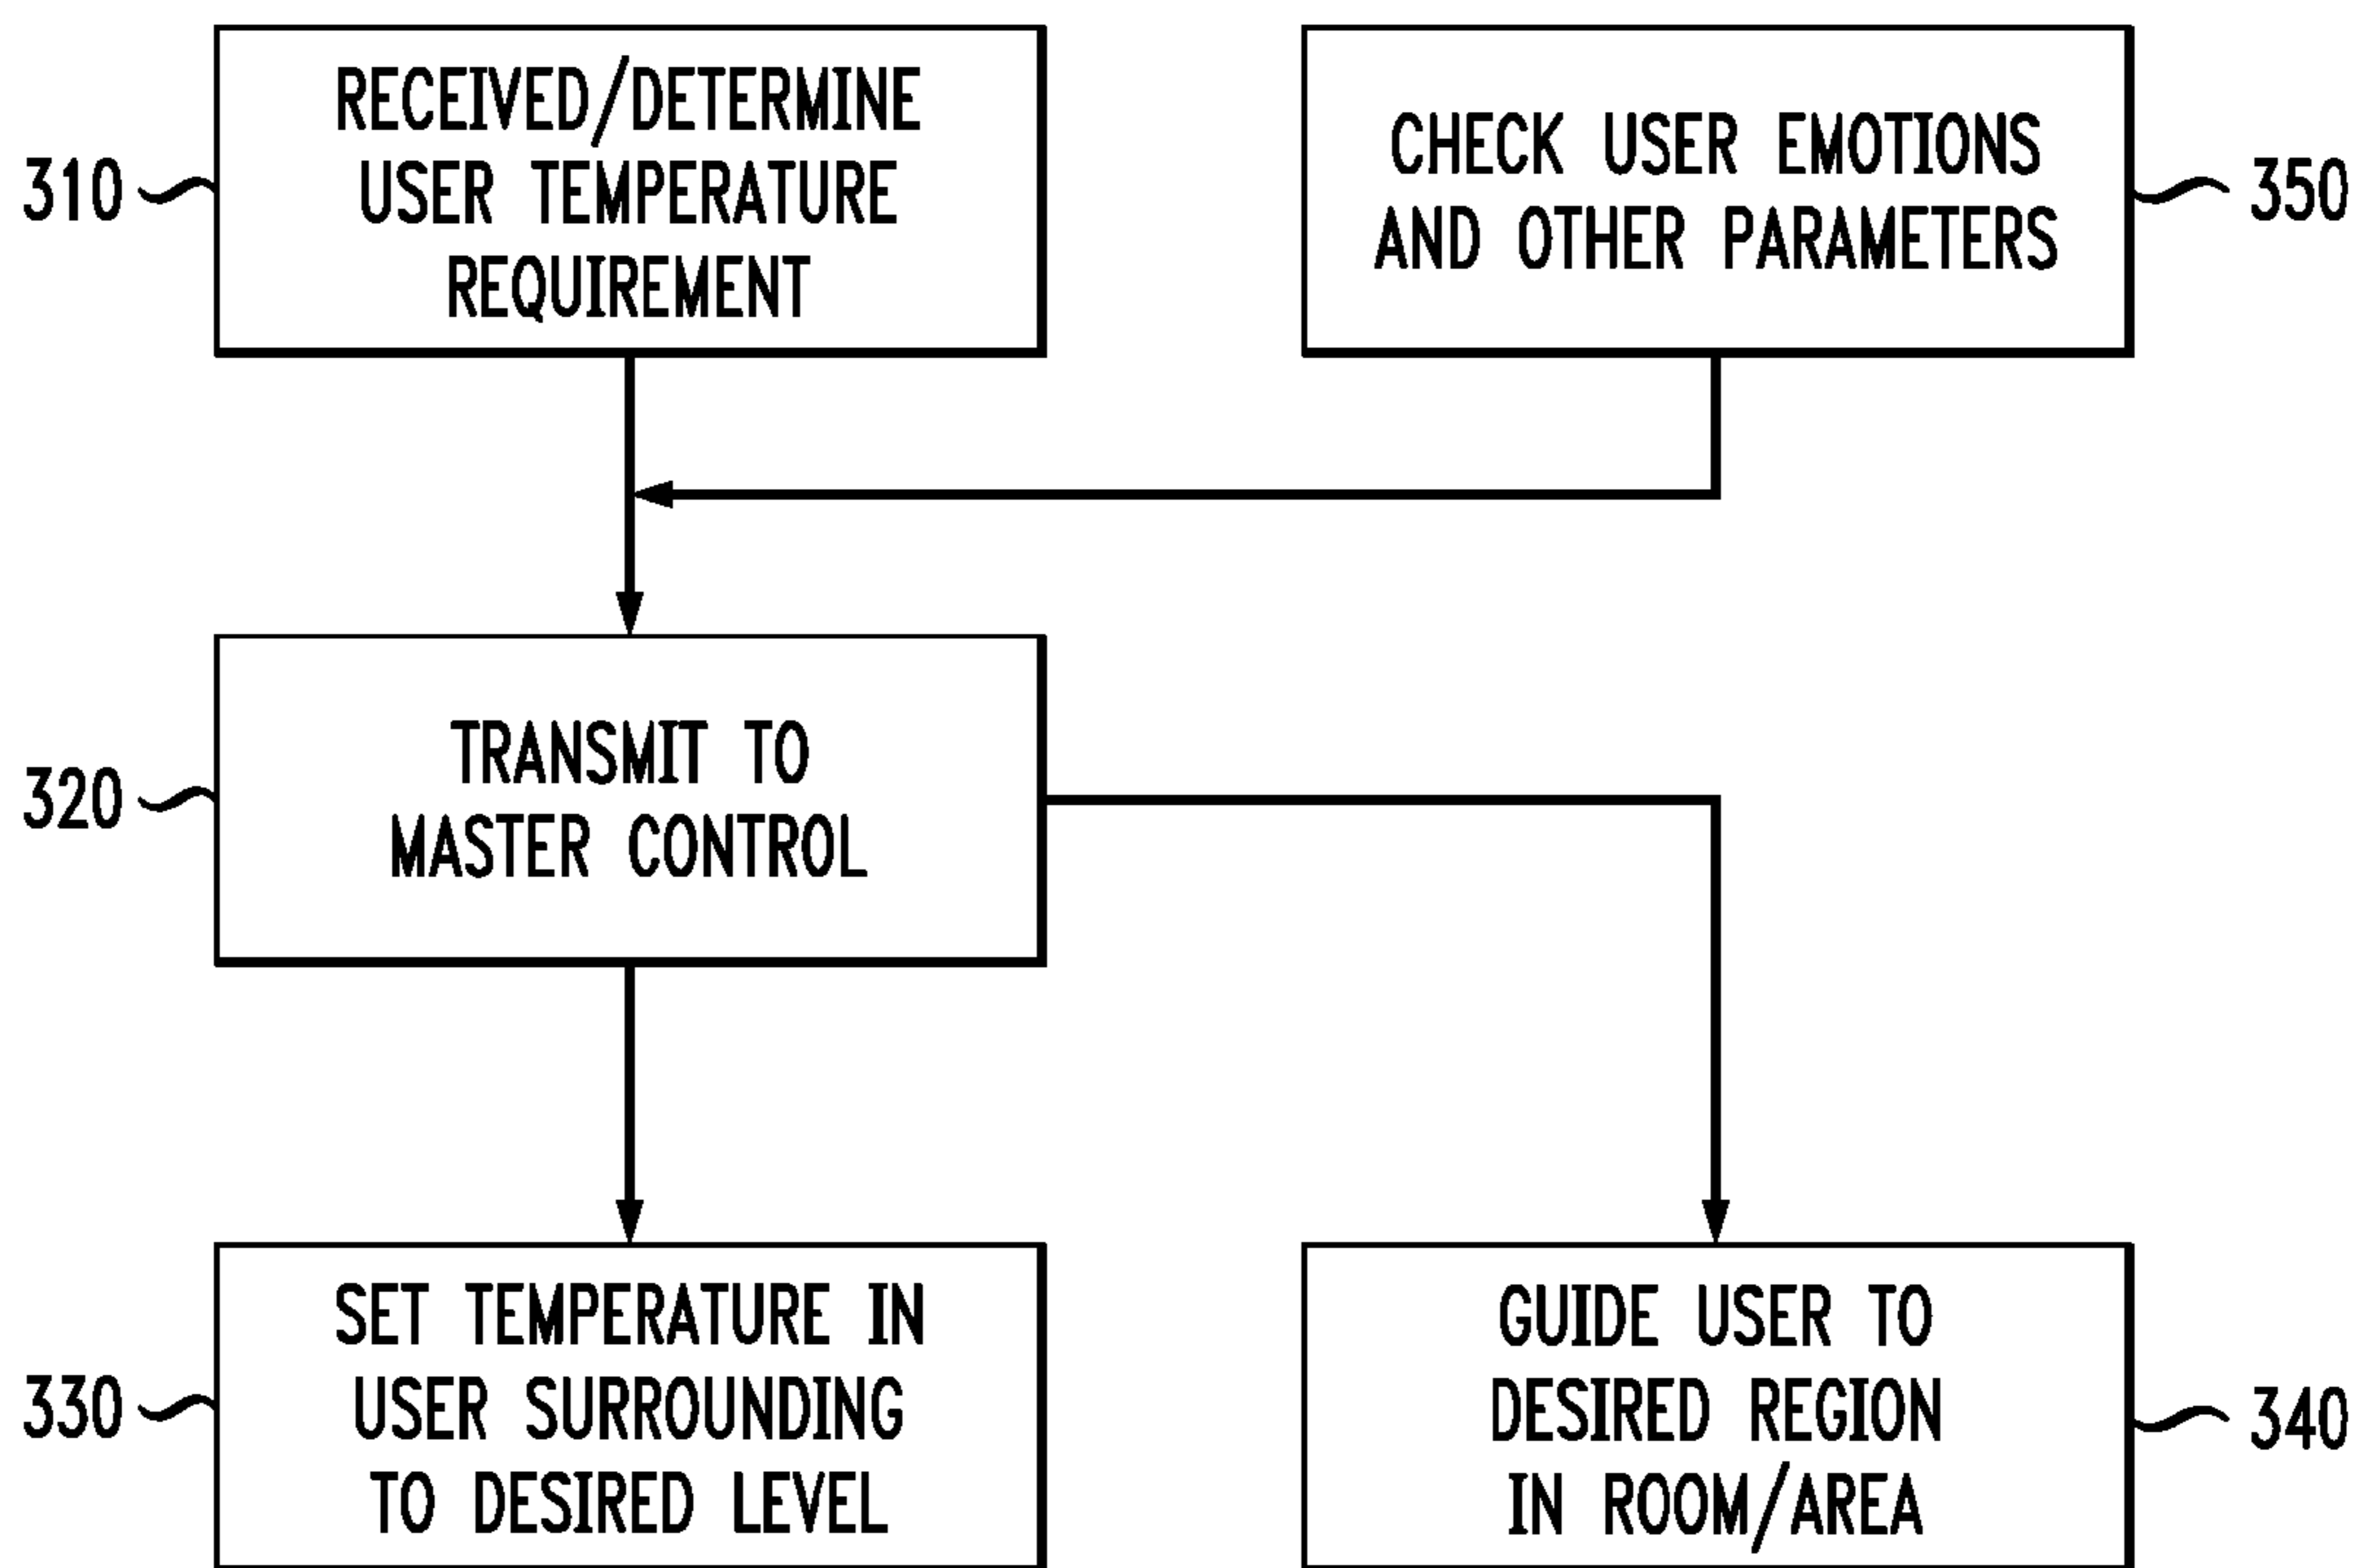 310
RECEIVED/DETERMINE
USER TEMPERATURE
REQUIREMENT
CHECK USER EMOTIONS
AND OTHER PARAMETERS
350
320
TRANSMIT TO
MASTER CONTROL
330
SET TEMPERATURE IN
USER SURROUNDING
TO DESIRED LEVEL
GUIDE USER TO
DESIRED REGION
IN ROOM/AREA
340